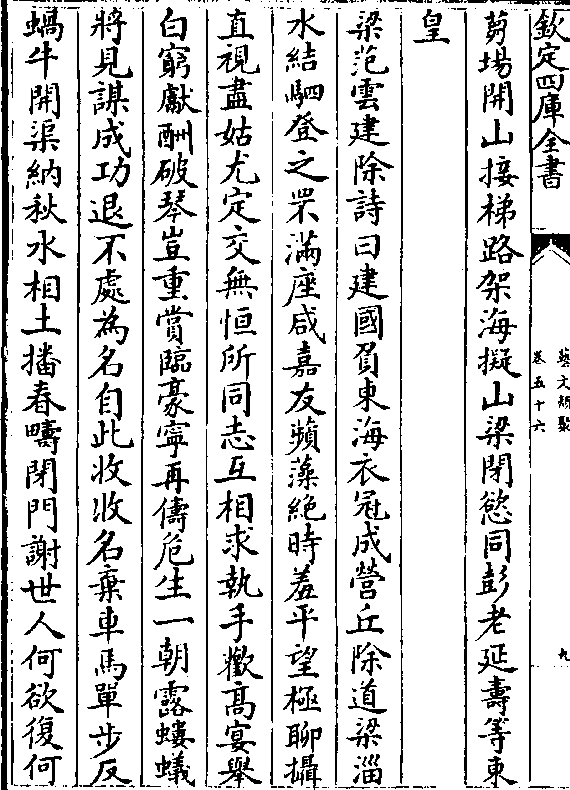 欽定四庫全書
藝文類聚
卷五十六
九
芻場開山接梯路架海擬山梁閉慾同彭老延壽等東
皇
梁范雲建除詩曰建國負東海衣冠成營丘除道梁淄
水結駟登之罘滿座咸嘉友蘋藻絶時羞平望極聊攝
直視盡姑尤定交無恒所同志互相求執手歡高宴舉
白窮獻酬破琴豈重賞臨豪寧再儔危生一朝露螻蟻
將見謀成功退不處為名自此收收名棄車馬單步反
蝸牛開渠納秋水相土播春疇閉門謝世人何欲復何